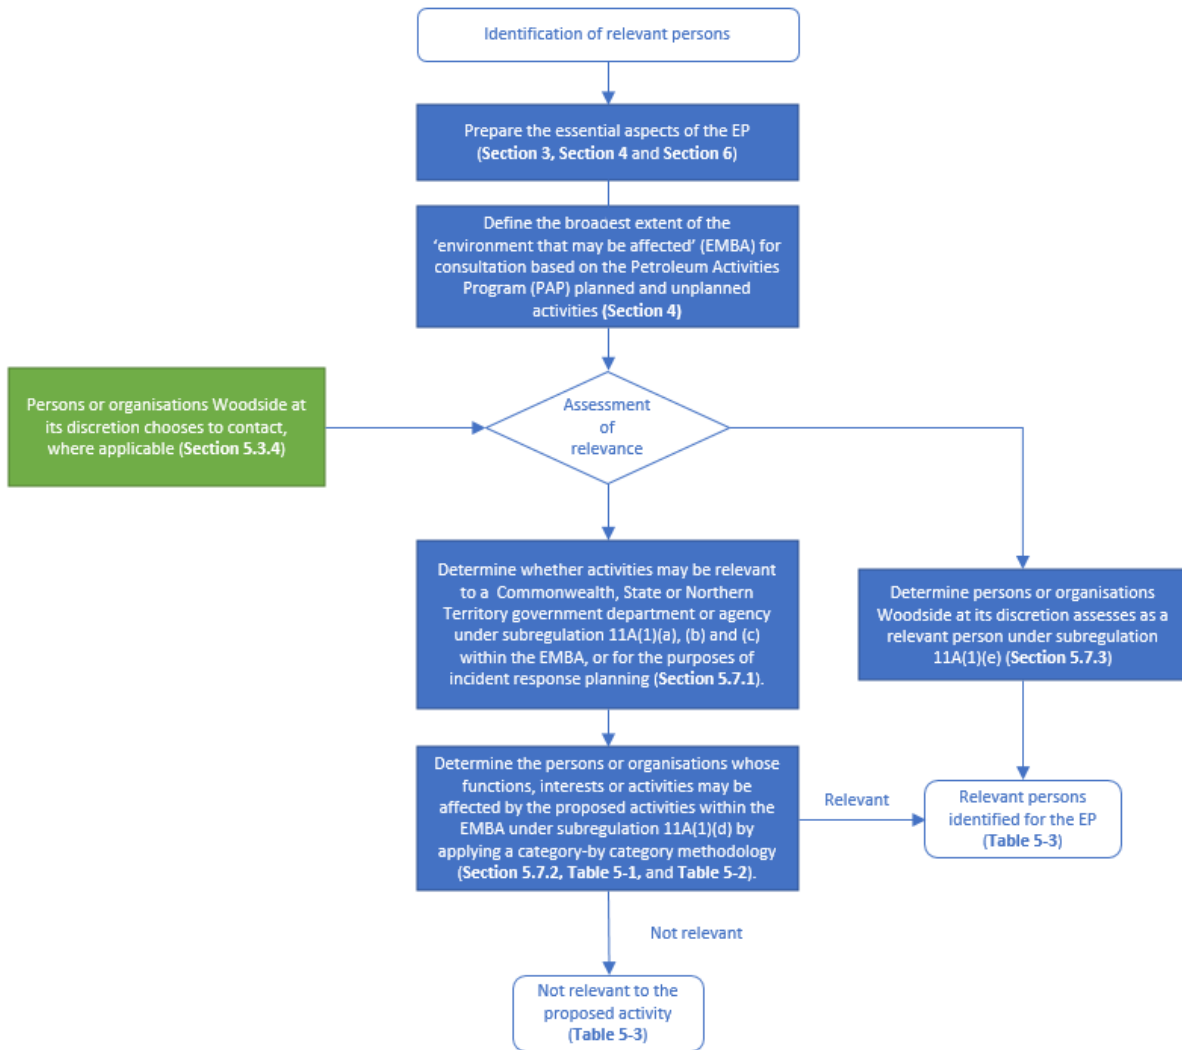 Identification of relevant persons
Prepare the essential aspects of the EP
(Section 3, Section 4 and Section 6)
Define the broadest extent of the
'environment that may be affected' (EMBA) for
consultation based on the Petroleum Activities
Program (PAP) planned and unplanned
activities (Section 4)
Persons or organisations Woodside at
its discretion chooses to contact,
where applicable (Section 5.3.4)
Assessment
of
relevance
Determine whether activities may be relevant
to a Commonwealth, State or Northern
Territory government department or agency
under subregulation 11A(1)(a), (b) and (c)
within the EMBA, or for the purposes of
incident response planning (Section 5.7.1).
Determine persons or organisations
Woodside at its discretion assesses as a
relevant person under subregulation
11A(1)(e) (Section 5.7.3)
Determine the persons or organisations whose
functions, interests or activities may be
affected by the proposed activities within the
EMBA under subregulation 11A(1)(d) by
applying a category-by category methodology
(Section 5.7.2, Table 5-1, and Table 5-2).
Relevant
Relevant persons
identified for the EP
(Table 5-3)
Not relevant
Not relevant to the
proposed activity
(Table 5-3)